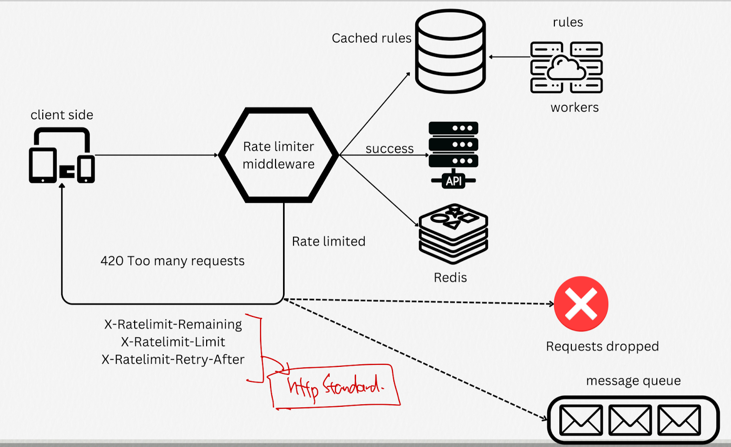 rules
Cached rules
workers
client side
Rate limiter
middleware
success
API
Redis
Rate limited
420 Too many requests
X-Ratelimit-Remaining
X-Ratelimit-Limit
X-Ratelimit-Retry-After
http Standard.
Requests dropped
message queue